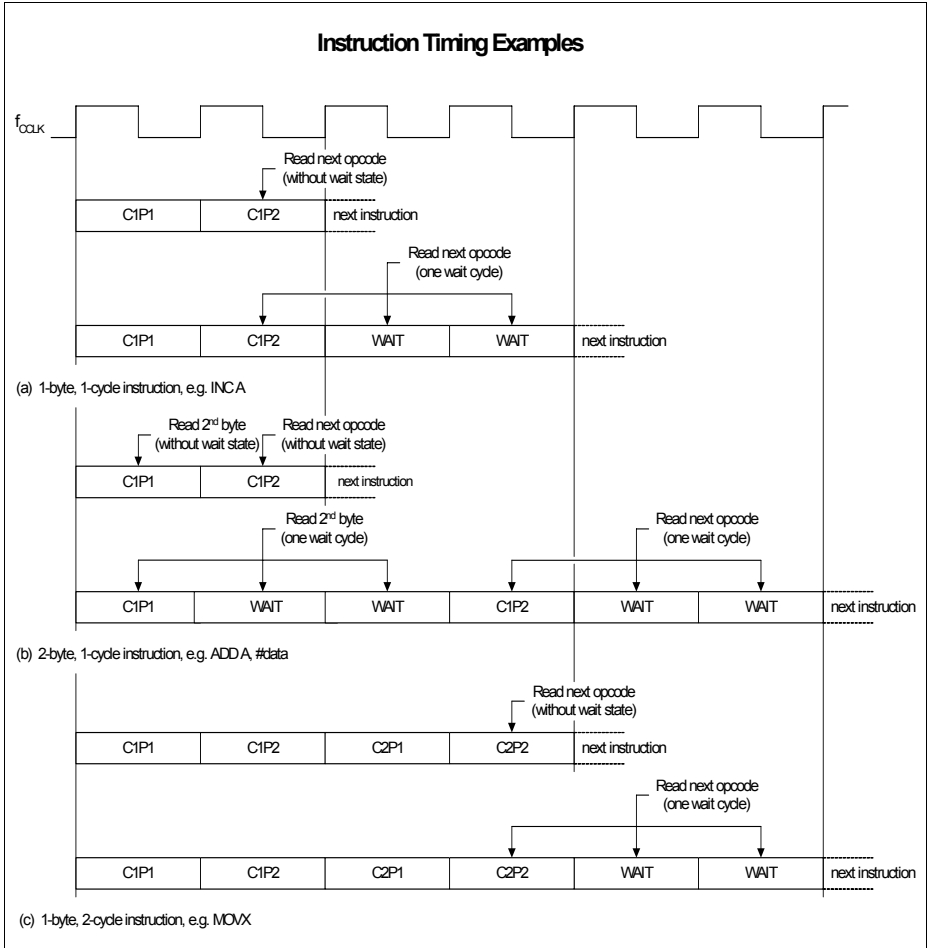 Instruction Timing Examples
fCCLK
Read next opcode
(without wait state)
C1P1 C1P2 next instruction
Read next opcode
(one wait cycle)
C1P1 C1P2 WAIT WAIT next instruction
(a) 1-byte, 1-cycle instruction, e.g. INC A
Read 2nd byte Read next opcode
(without wait state) (without wait state)
C1P1 C1P2 next instruction
Read 2nd byte Read next opcode
(one wait cycle) (one wait cycle)
C1P1 WAIT WAIT C1P2 WAIT WAIT next instruction
(b) 2-byte, 1-cycle instruction, e.g. ADD A, #data
Read next opcode
(without wait state)
C1P1 C1P2 C2P1 C2P2 next instruction
Read next opcode
(one wait cycle)
C1P1 C1P2 C2P1 C2P2 WAIT WAIT next instruction
(c) 1-byte, 2-cycle instruction, e.g. MOVX